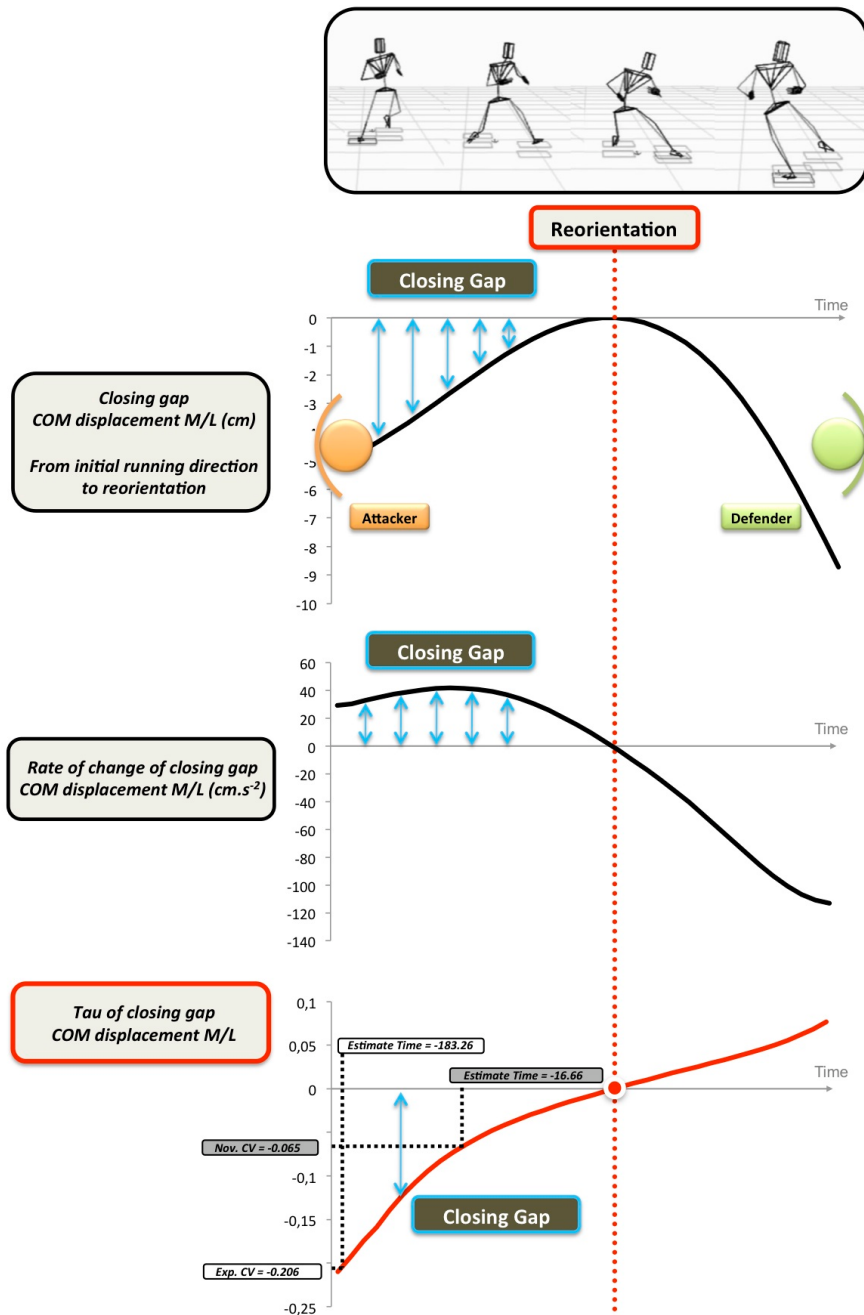 Reorientation
Closing Gap
Time
0
-1
-2
-3
-4
-5
-6
-7
-8
-9
-10
Closing gap
COM displacement M/L (cm)
From initial running direction
to reorientation
Attacker
Defender
Closing Gap
60
40
20
0
-20
-40
-60
-80
-100
-120
-140
Time
Rate of change of closing gap
COM displacement M/L (cm.s⁻²)
Tau of closing gap
COM displacement M/L
0,1
0,05
0
-0,1
-0,15
-0,2
-0,25
Estimate Time = -183.26
Estimate Time = -16.66
Time
Nov. CV = -0.065
Closing Gap
Exp. CV = -0.206